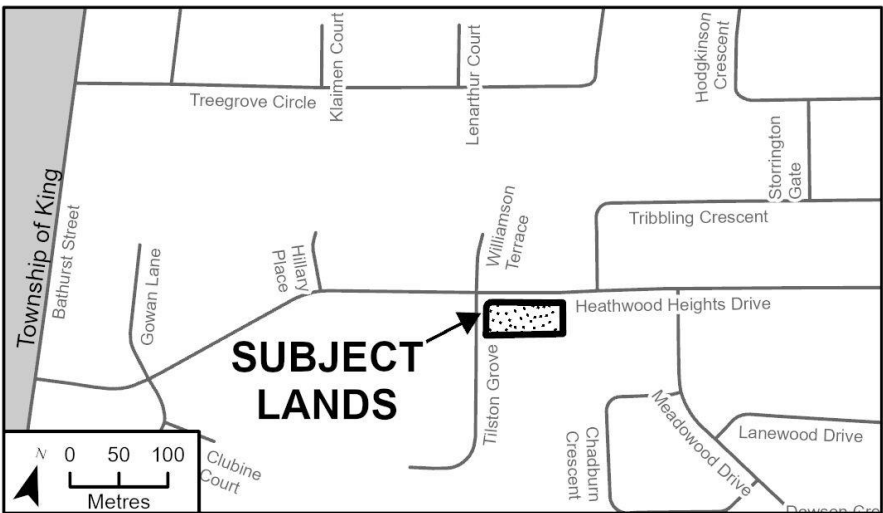 Klaimen Court
Lenarthur Court
Hodgkinson
Crescent
Treegrove Circle
Storrington
Gate
Township of King
Bathurst Street
Tribbling Crescent
Williamson
Terrace
Hillary
Place
Gowan Lane
Heathwood Heights Drive
SUBJECT
LANDS
Tilston Grove
Meadowood Drive
Lanewood Drive
Chadburn
Crescent
Clubine
Court
N
0 50 100
Metres